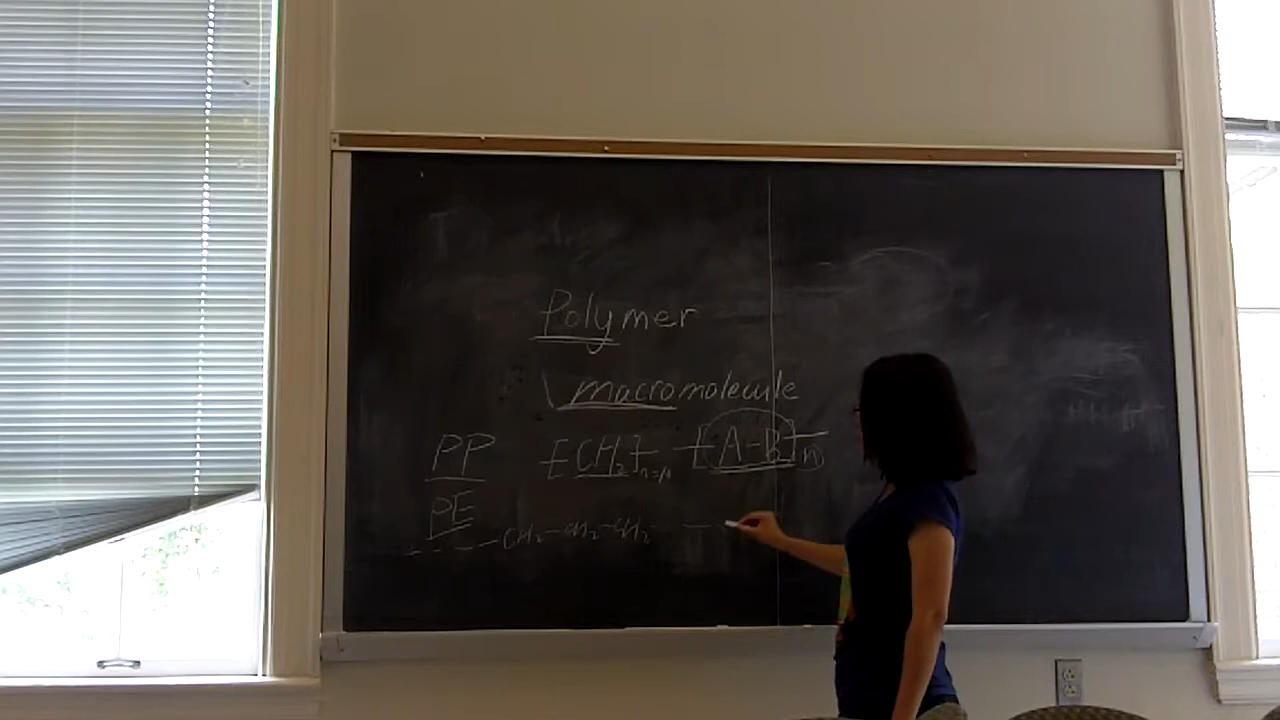 Polymer
macromolecule
PP [CH₂]ₙ [A-B]ₙ
PE
- - - CH₂-CH₂-CH₂ - -